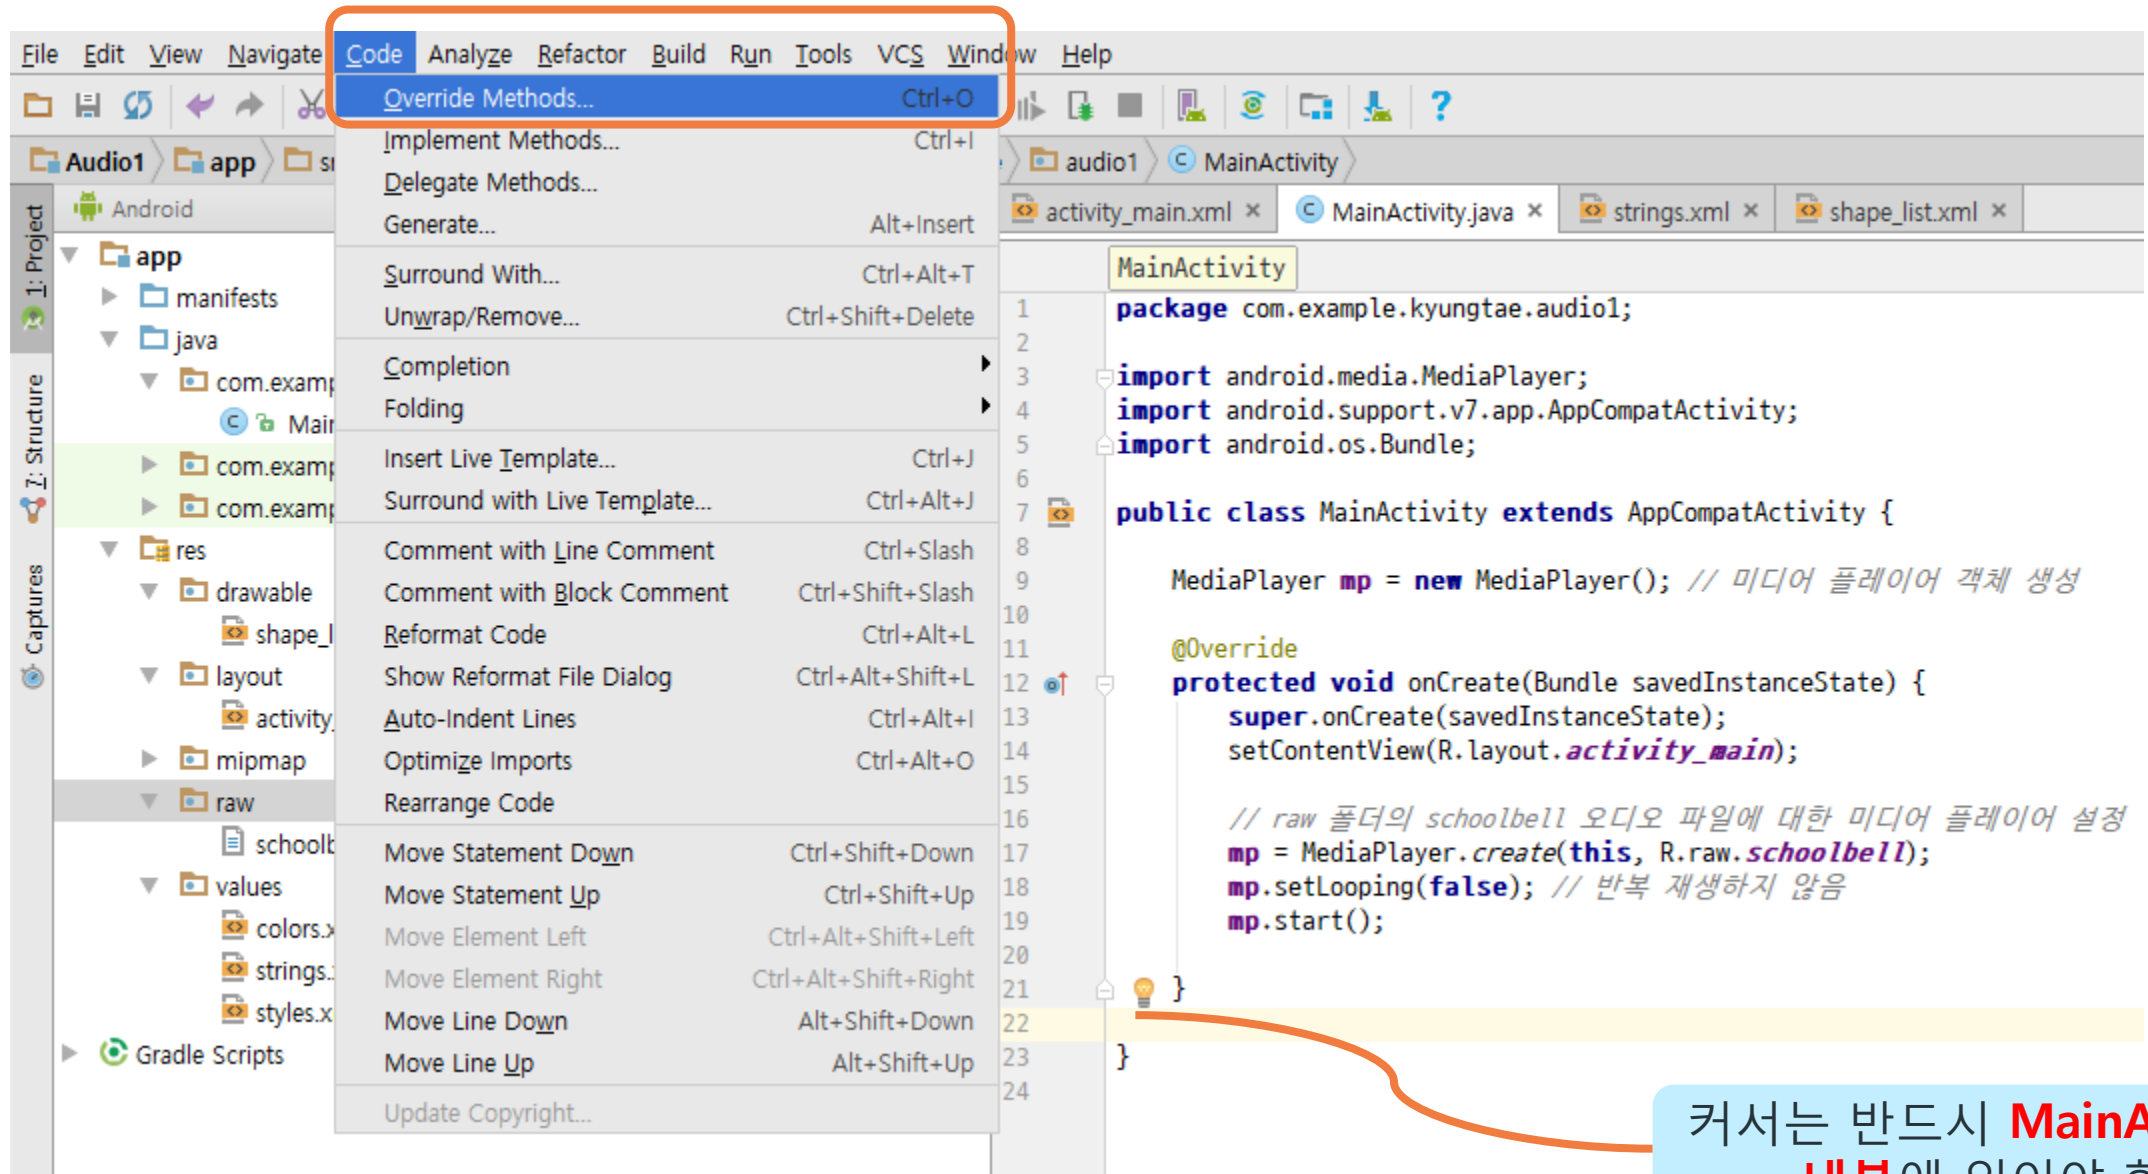 File Edit View Navigate Code Analyze Refactor Build Run Tools VCS Window Help
Audio1 app audio1 MainActivity
Android
activity_main.xml MainActivity.java strings.xml shape_list.xml
1: Project
7: Structure
Captures
app
manifests
java
res
drawable
layout
mipmap
raw
values
Gradle Scripts
Override Methods... Ctrl+O
Implement Methods... Ctrl+I
Delegate Methods...
Generate... Alt+Insert
Surround With... Ctrl+Alt+T
Unwrap/Remove... Ctrl+Shift+Delete
Completion
Folding
Insert Live Template... Ctrl+J
Surround with Live Template... Ctrl+Alt+J
Comment with Line Comment Ctrl+Slash
Comment with Block Comment Ctrl+Shift+Slash
Reformat Code Ctrl+Alt+L
Show Reformat File Dialog Ctrl+Alt+Shift+L
Auto-Indent Lines Ctrl+Alt+I
Optimize Imports Ctrl+Alt+O
Rearrange Code
Move Statement Down Ctrl+Shift+Down
Move Statement Up Ctrl+Shift+Up
Move Element Left Ctrl+Alt+Shift+Left
Move Element Right Ctrl+Alt+Shift+Right
Move Line Down Alt+Shift+Down
Move Line Up Alt+Shift+Up
Update Copyright...
MainActivity
1 package com.example.kyungtae.audio1;
2
3 import android.media.MediaPlayer;
4 import android.support.v7.app.AppCompatActivity;
5 import android.os.Bundle;
6
7 public class MainActivity extends AppCompatActivity {
8
9 MediaPlayer mp = new MediaPlayer(); // 미디어 플레이어 객체 생성
10
11 @Override
12 protected void onCreate(Bundle savedInstanceState) {
13 super.onCreate(savedInstanceState);
14 setContentView(R.layout.activity_main);
15
16 // raw 폴더의 schoolbell 오디오 파일에 대한 미디어 플레이어 설정
17 mp = MediaPlayer.create(this, R.raw.schoolbell);
18 mp.setLooping(false); // 반복 재생하지 않음
19 mp.start();
20
21 }
22
23 }
24
커서는 반드시